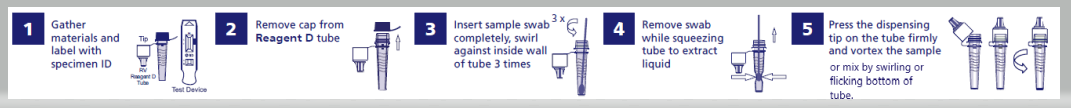 1
Gather
materials and
label with
specimen ID
Tip
RV
Reagent D
Tube
Test Device
2
Remove cap from
Reagent D tube
3
Insert sample swab
completely, swirl
against inside wall
of tube 3 times
3 x
4
Remove swab
while squeezing
tube to extract
liquid
5
Press the dispensing
tip on the tube firmly
and vortex the sample
or mix by swirling or
flicking bottom of
tube.
3 x